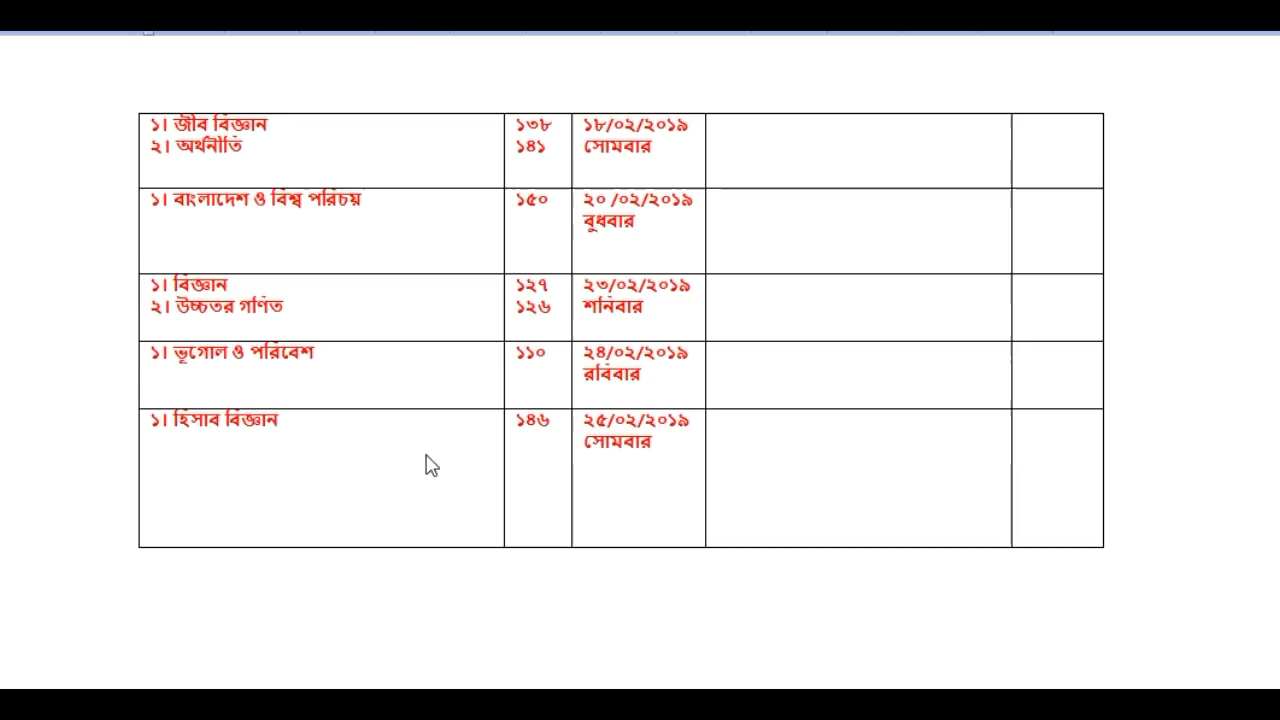 ১। জীব বিজ্ঞান ১৩৮ ১৮/০২/২০১৯
২। অর্থনীতি ১৪১ সোমবার
১। বাংলাদেশ ও বিশ্ব পরিচয় ১৫০ ২০ /০২/২০১৯
বুধবার
১। বিজ্ঞান ১২৭ ২৩/০২/২০১৯
২। উচ্চতর গণিত ১২৬ শনিবার
১। ভূগোল ও পরিবেশ ১১০ ২৪/০২/২০১৯
রবিবার
১। হিসাব বিজ্ঞান ১৪৬ ২৫/০২/২০১৯
সোমবার